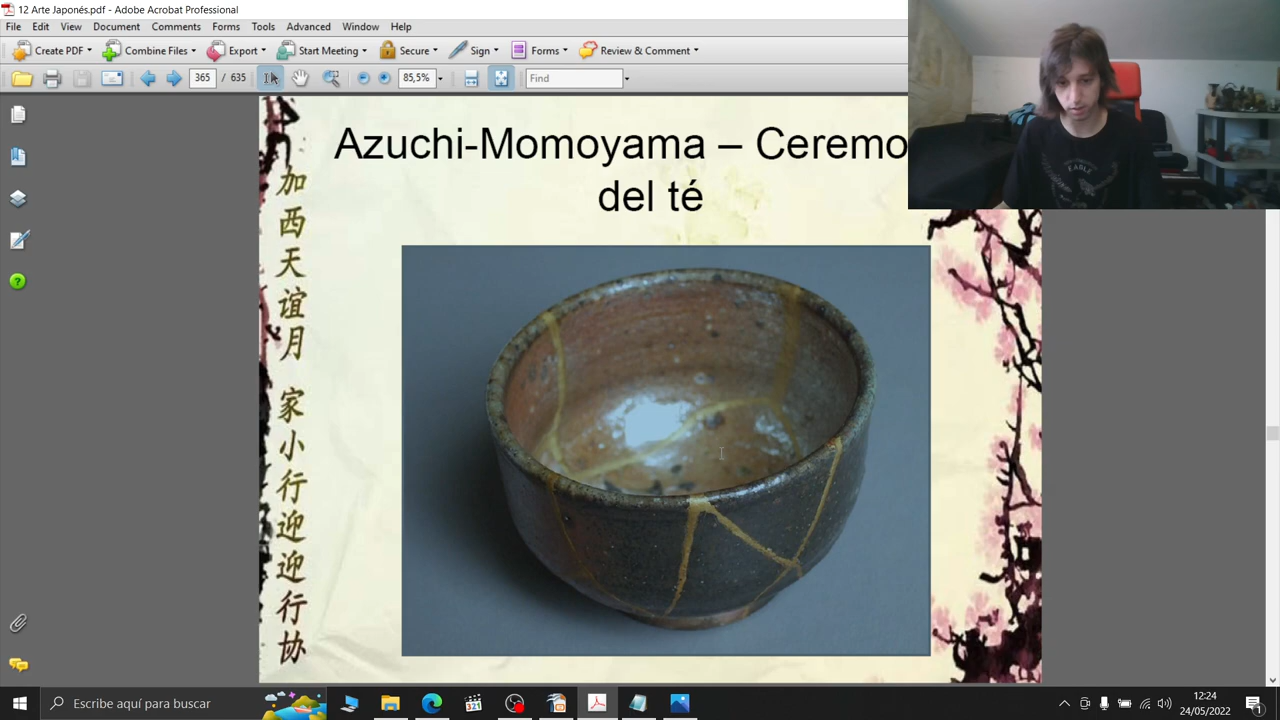 12 Arte Japonés.pdf - Adobe Acrobat Professional
File Edit View Document Comments Forms Tools Advanced Window Help
Create PDF Combine Files Export Start Meeting Secure Sign Forms Review & Comment
365 / 635 85,5% Find
Azuchi-Momoyama – Ceremo
del té
加
西
天
谊
月
家
小
行
迎
迎
行
协
Escribe aquí para buscar
321
12:24
24/05/2022
1